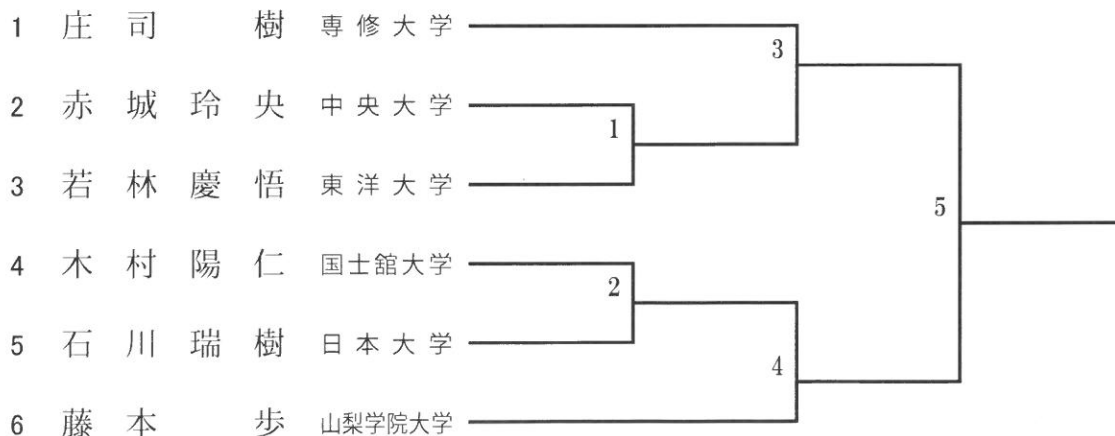 1 庄司 樹 専修大学
2 赤城玲央 中央大学
3 若林慶悟 東洋大学
4 木村陽仁 国士舘大学
5 石川瑞樹 日本大学
6 藤本 歩 山梨学院大学
1
2
3
4
5